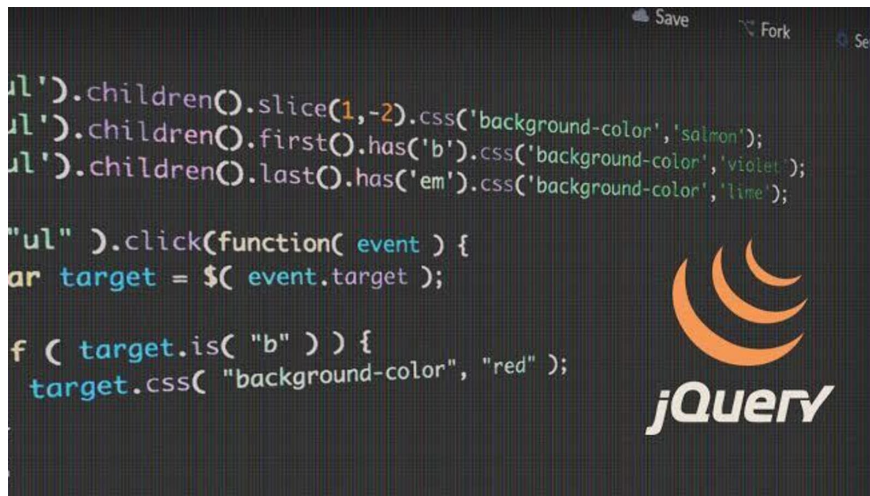 Save
Fork
Se
ul').children().slice(1,-2).css('background-color','salmon');
ul').children().first().has('b').css('background-color','violet');
ul').children().last().has('em').css('background-color','lime');
"ul" ).click(function( event ) {
ar target = $( event.target );
f ( target.is( "b" ) ) {
target.css( "background-color", "red" );
jQuery